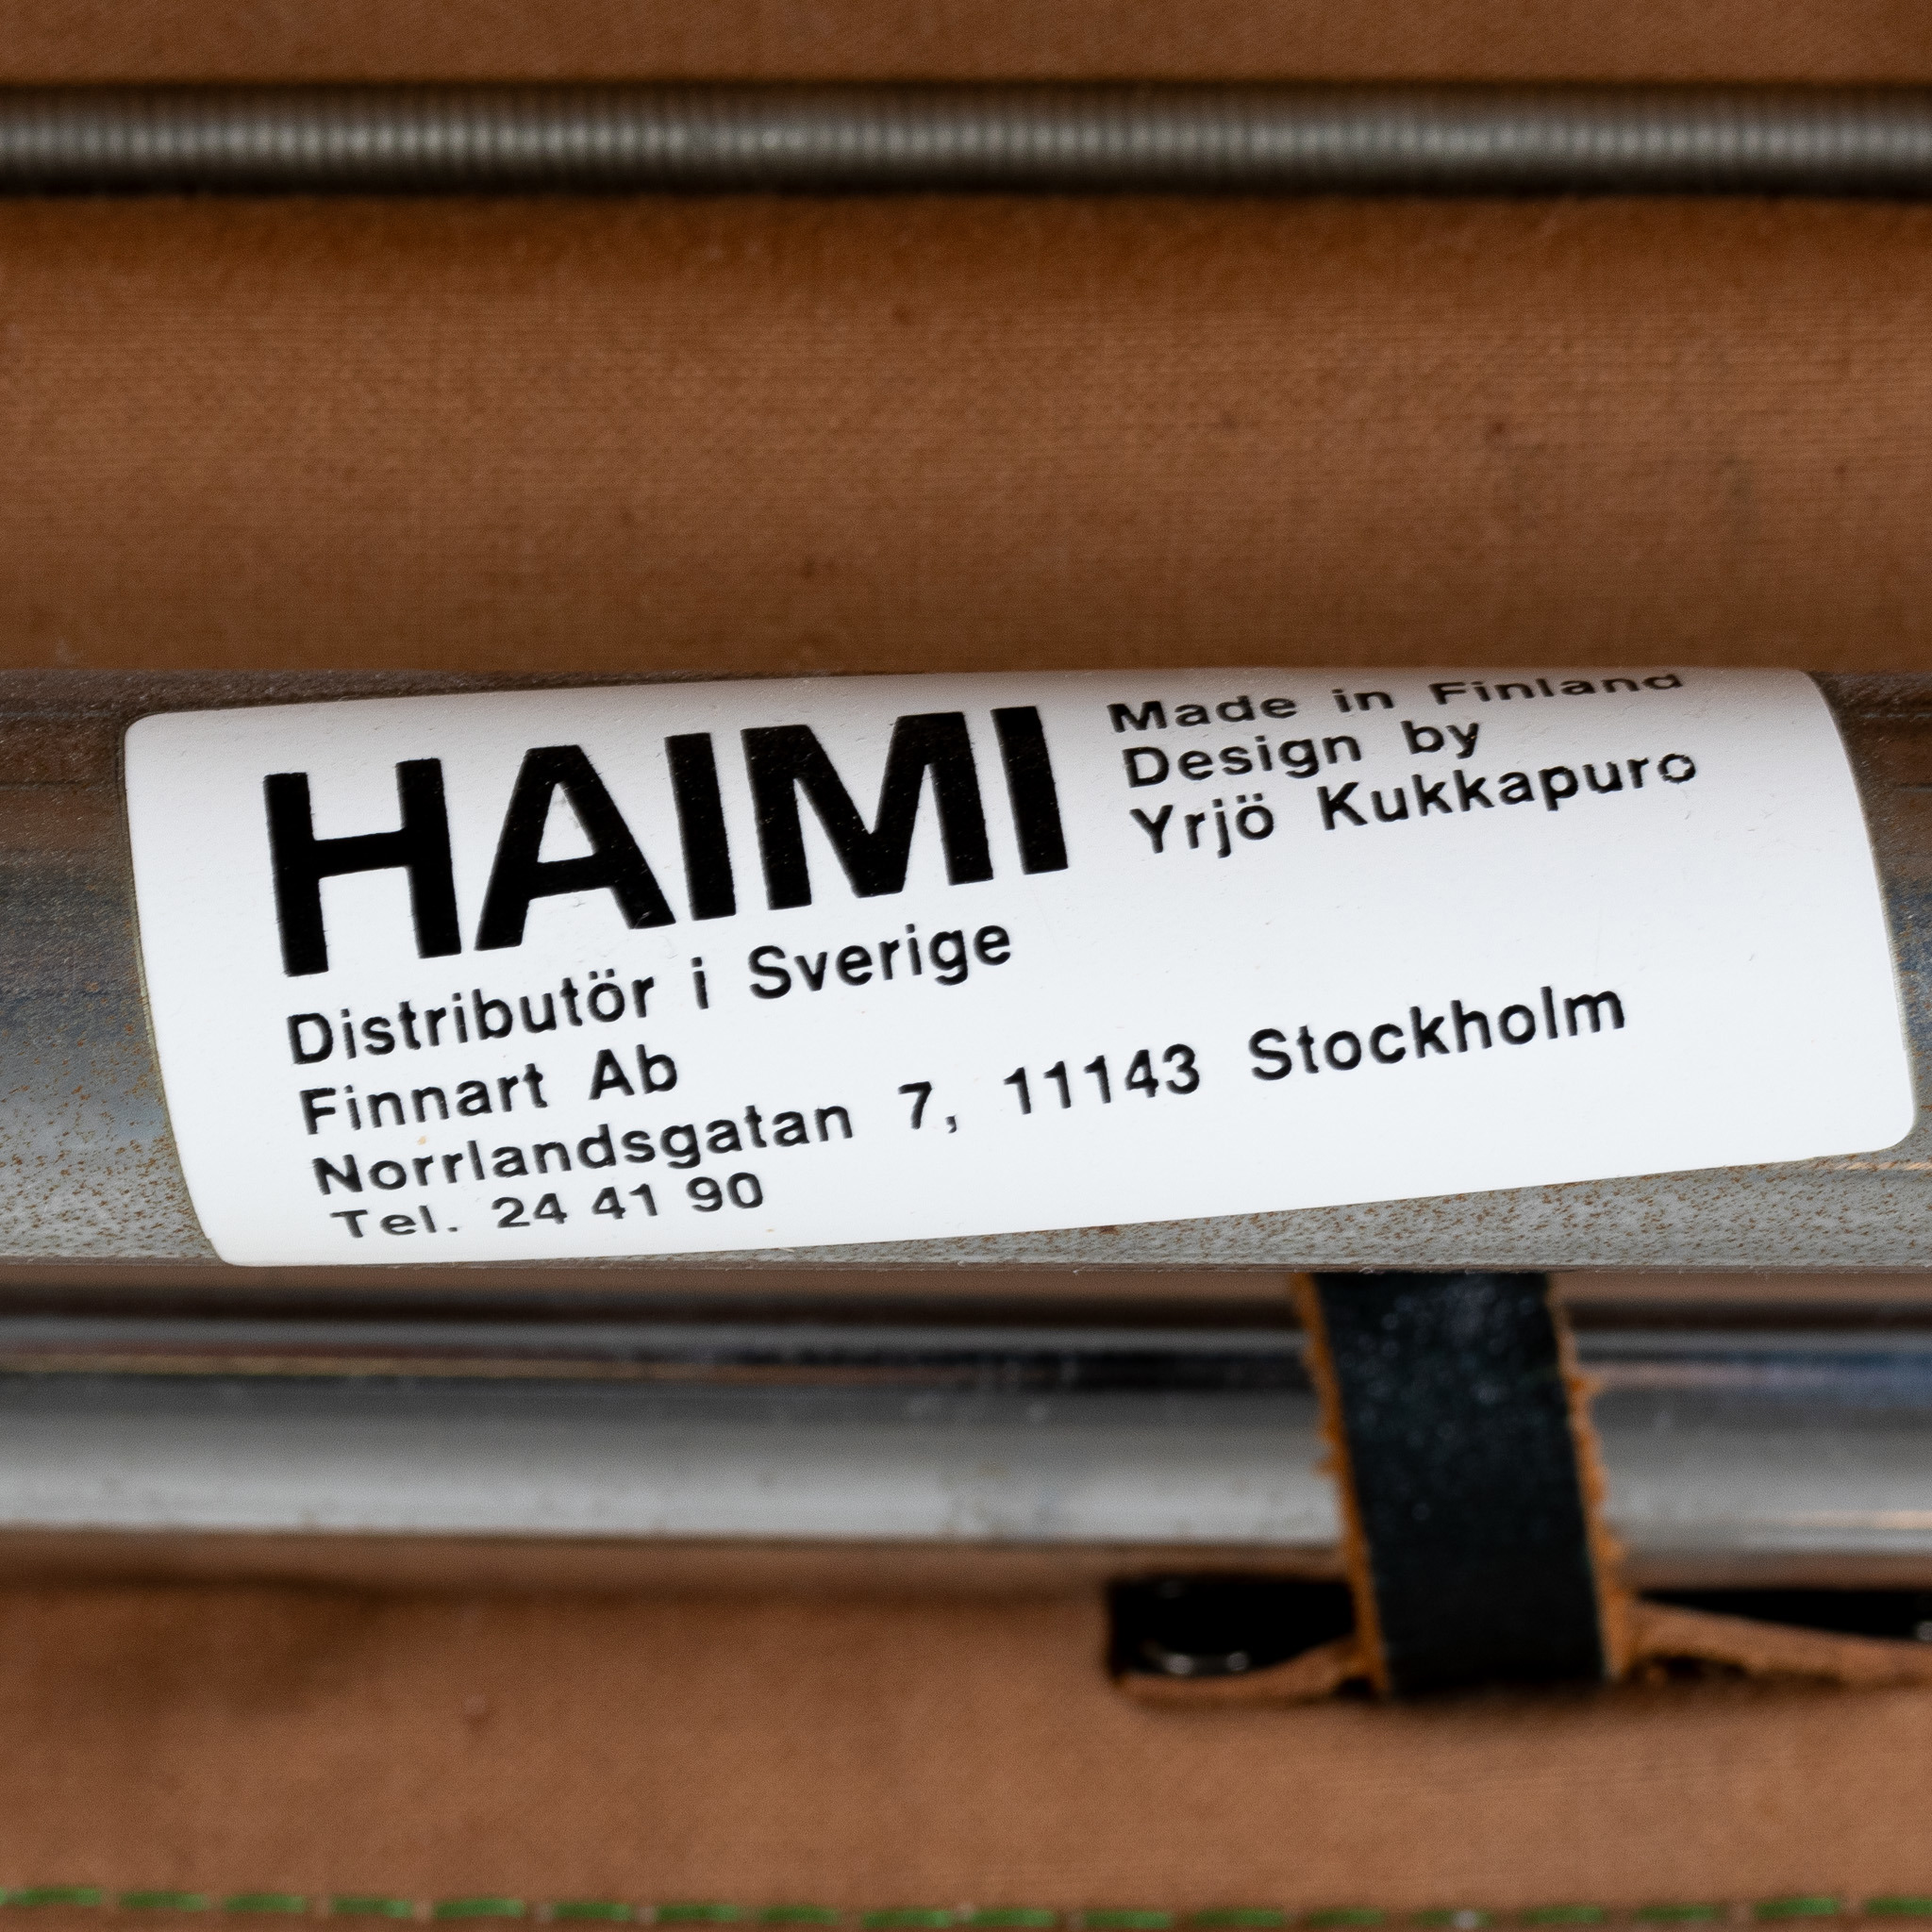 HAIMI
Made in Finland
Design by
Yrjö Kukkapuro
Distributör i Sverige
Finnart Ab
Norrlandsgatan 7, 11143 Stockholm
Tel. 24 41 90